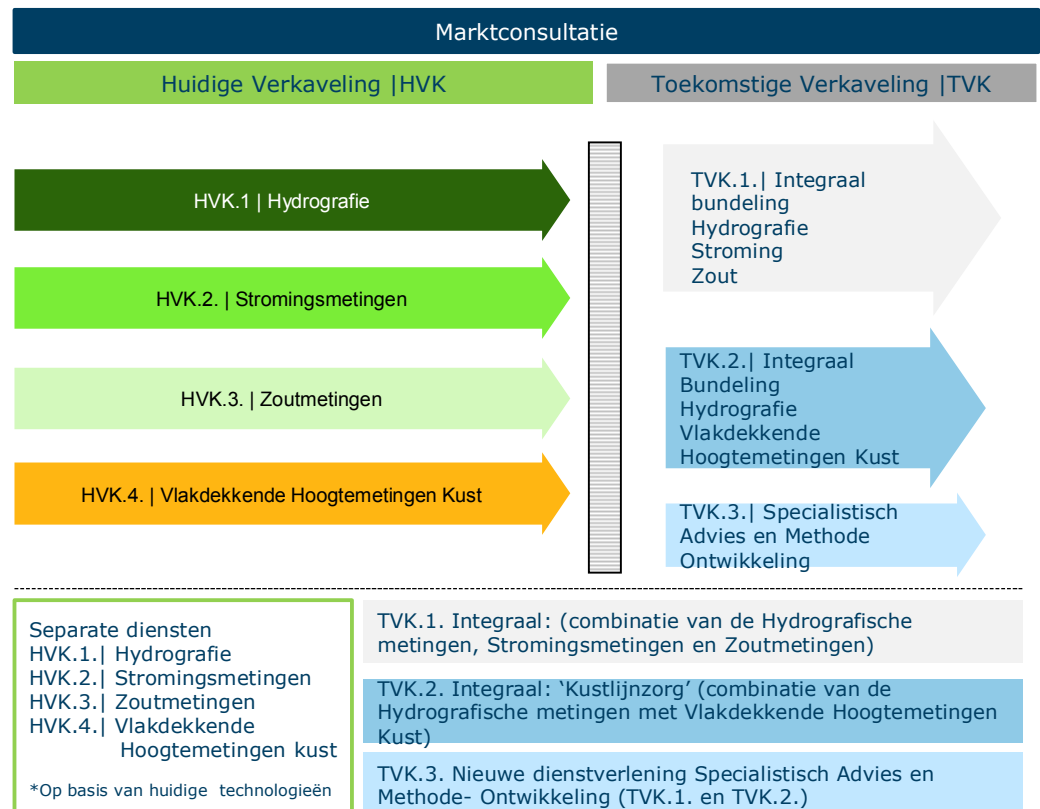 Marktconsultatie
Huidige Verkaveling |HVK
Toekomstige Verkaveling |TVK
HVK.1 | Hydrografie
HVK.2. | Stromingsmetingen
HVK.3. | Zoutmetingen
HVK.4. | Vlakdekkende Hoogtemetingen Kust
TVK.1.| Integraal
bundeling
Hydrografie
Stroming
Zout
TVK.2.| Integraal
Bundeling
Hydrografie
Vlakdekkende
Hoogtemetingen Kust
TVK.3.| Specialistisch
Advies en Methode
Ontwikkeling
Separate diensten
HVK.1.| Hydrografie
HVK.2.| Stromingsmetingen
HVK.3.| Zoutmetingen
HVK.4.| Vlakdekkende
Hoogtemetingen kust
*Op basis van huidige technologieën
TVK.1. Integraal: (combinatie van de Hydrografische
metingen, Stromingsmetingen en Zoutmetingen)
TVK.2. Integraal: ‘Kustlijnzorg’ (combinatie van de
Hydrografische metingen met Vlakdekkende Hoogtemetingen
Kust)
TVK.3. Nieuwe dienstverlening Specialistisch Advies en
Methode- Ontwikkeling (TVK.1. en TVK.2.)